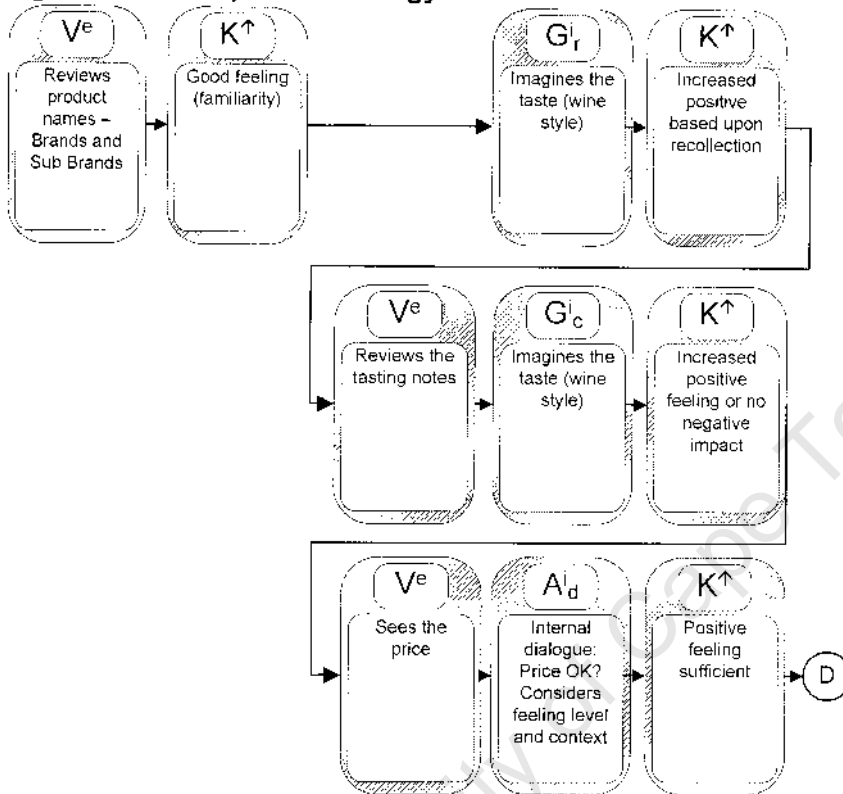 Vᵉ
Reviews
product
names –
Brands and
Sub Brands
K↑
Good feeling
(familiarity)
Gⁱr
Imagines the
taste (wine
style)
K↑
Increased
positive
based upon
recollection
Vᵉ
Reviews the
tasting notes
Gⁱc
Imagines the
taste (wine
style)
K↑
Increased
positive
feeling or no
negative
impact
Vᵉ
Sees the
price
Aⁱd
Internal
dialogue:
Price OK?
Considers
feeling level
and context
K↑
Positive
feeling
sufficient
D
of Cape